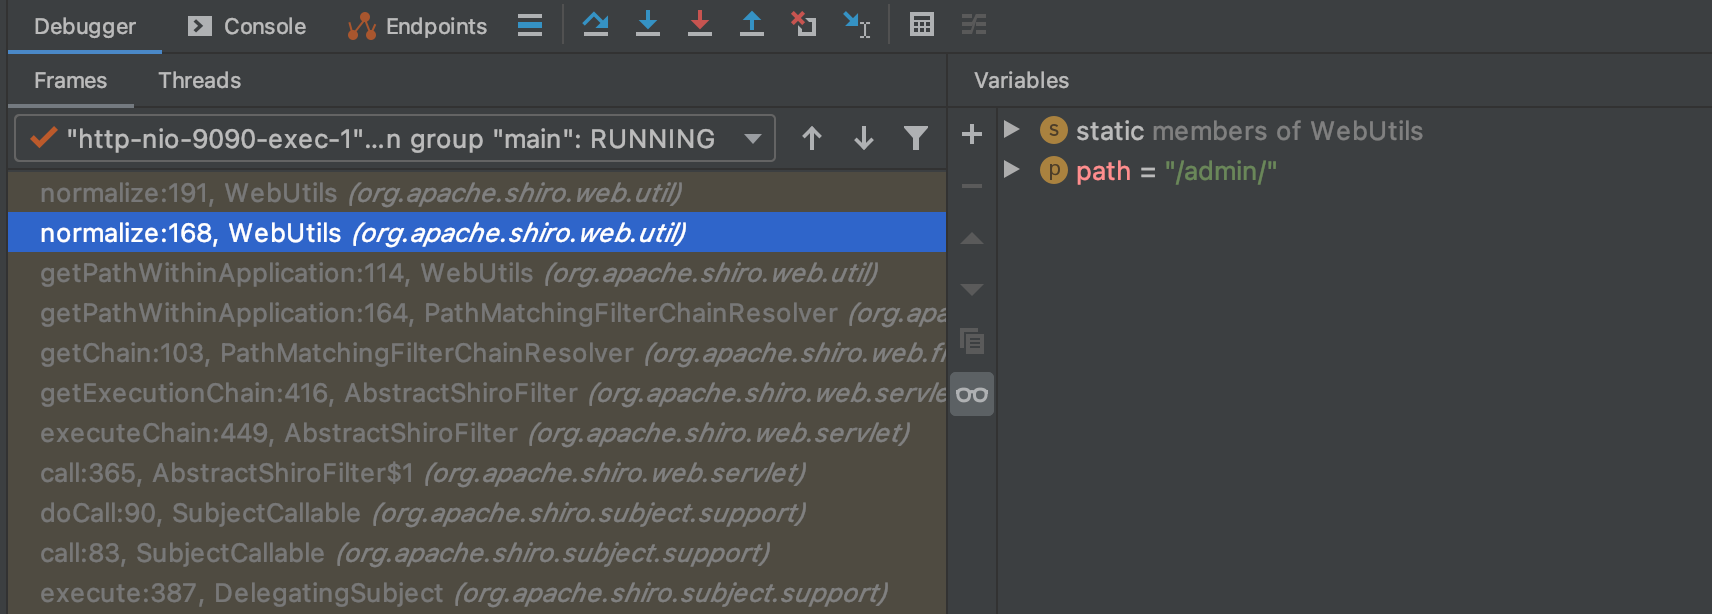 Debugger Console Endpoints
Frames Threads Variables
"http-nio-9090-exec-1"...n group "main": RUNNING
static members of WebUtils
path = "/admin/"
normalize:191, WebUtils (org.apache.shiro.web.util)
normalize:168, WebUtils (org.apache.shiro.web.util)
getPathWithinApplication:114, WebUtils (org.apache.shiro.web.util)
getPathWithinApplication:164, PathMatchingFilterChainResolver (org.apa
getChain:103, PathMatchingFilterChainResolver (org.apache.shiro.web.fi
getExecutionChain:416, AbstractShiroFilter (org.apache.shiro.web.servle
executeChain:449, AbstractShiroFilter (org.apache.shiro.web.servlet)
call:365, AbstractShiroFilter$1 (org.apache.shiro.web.servlet)
doCall:90, SubjectCallable (org.apache.shiro.subject.support)
call:83, SubjectCallable (org.apache.shiro.subject.support)
execute:387, DelegatingSubject (org.apache.shiro.subject.support)